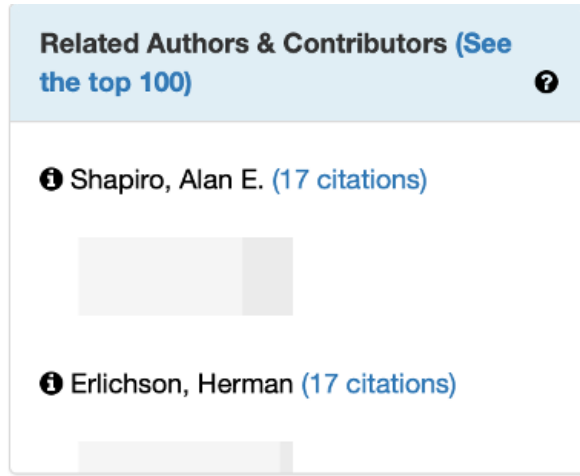 Related Authors & Contributors (See
the top 100)
Shapiro, Alan E. (17 citations)
Erlichson, Herman (17 citations)